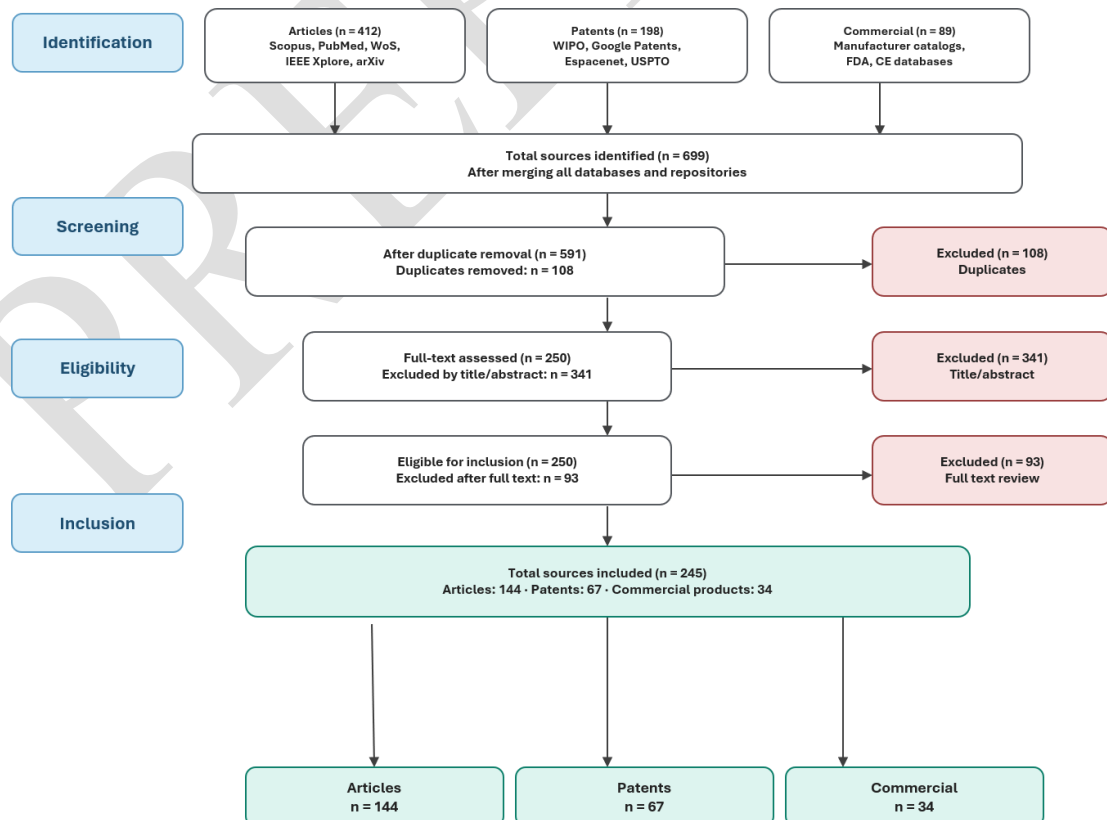 Identification
Articles (n = 412)
Scopus, PubMed, WoS,
IEEE Xplore, arXiv
Patents (n = 198)
WIPO, Google Patents,
Espacenet, USPTO
Commercial (n = 89)
Manufacturer catalogs,
FDA, CE databases
Total sources identified (n = 699)
After merging all databases and repositories
Screening
After duplicate removal (n = 591)
Duplicates removed: n = 108
Excluded (n = 108)
Duplicates
Eligibility
Full-text assessed (n = 250)
Excluded by title/abstract: n = 341
Excluded (n = 341)
Title/abstract
Eligible for inclusion (n = 250)
Excluded after full text: n = 93
Excluded (n = 93)
Full text review
Inclusion
Total sources included (n = 245)
Articles: 144 · Patents: 67 · Commercial products: 34
Articles
n = 144
Patents
n = 67
Commercial
n = 34